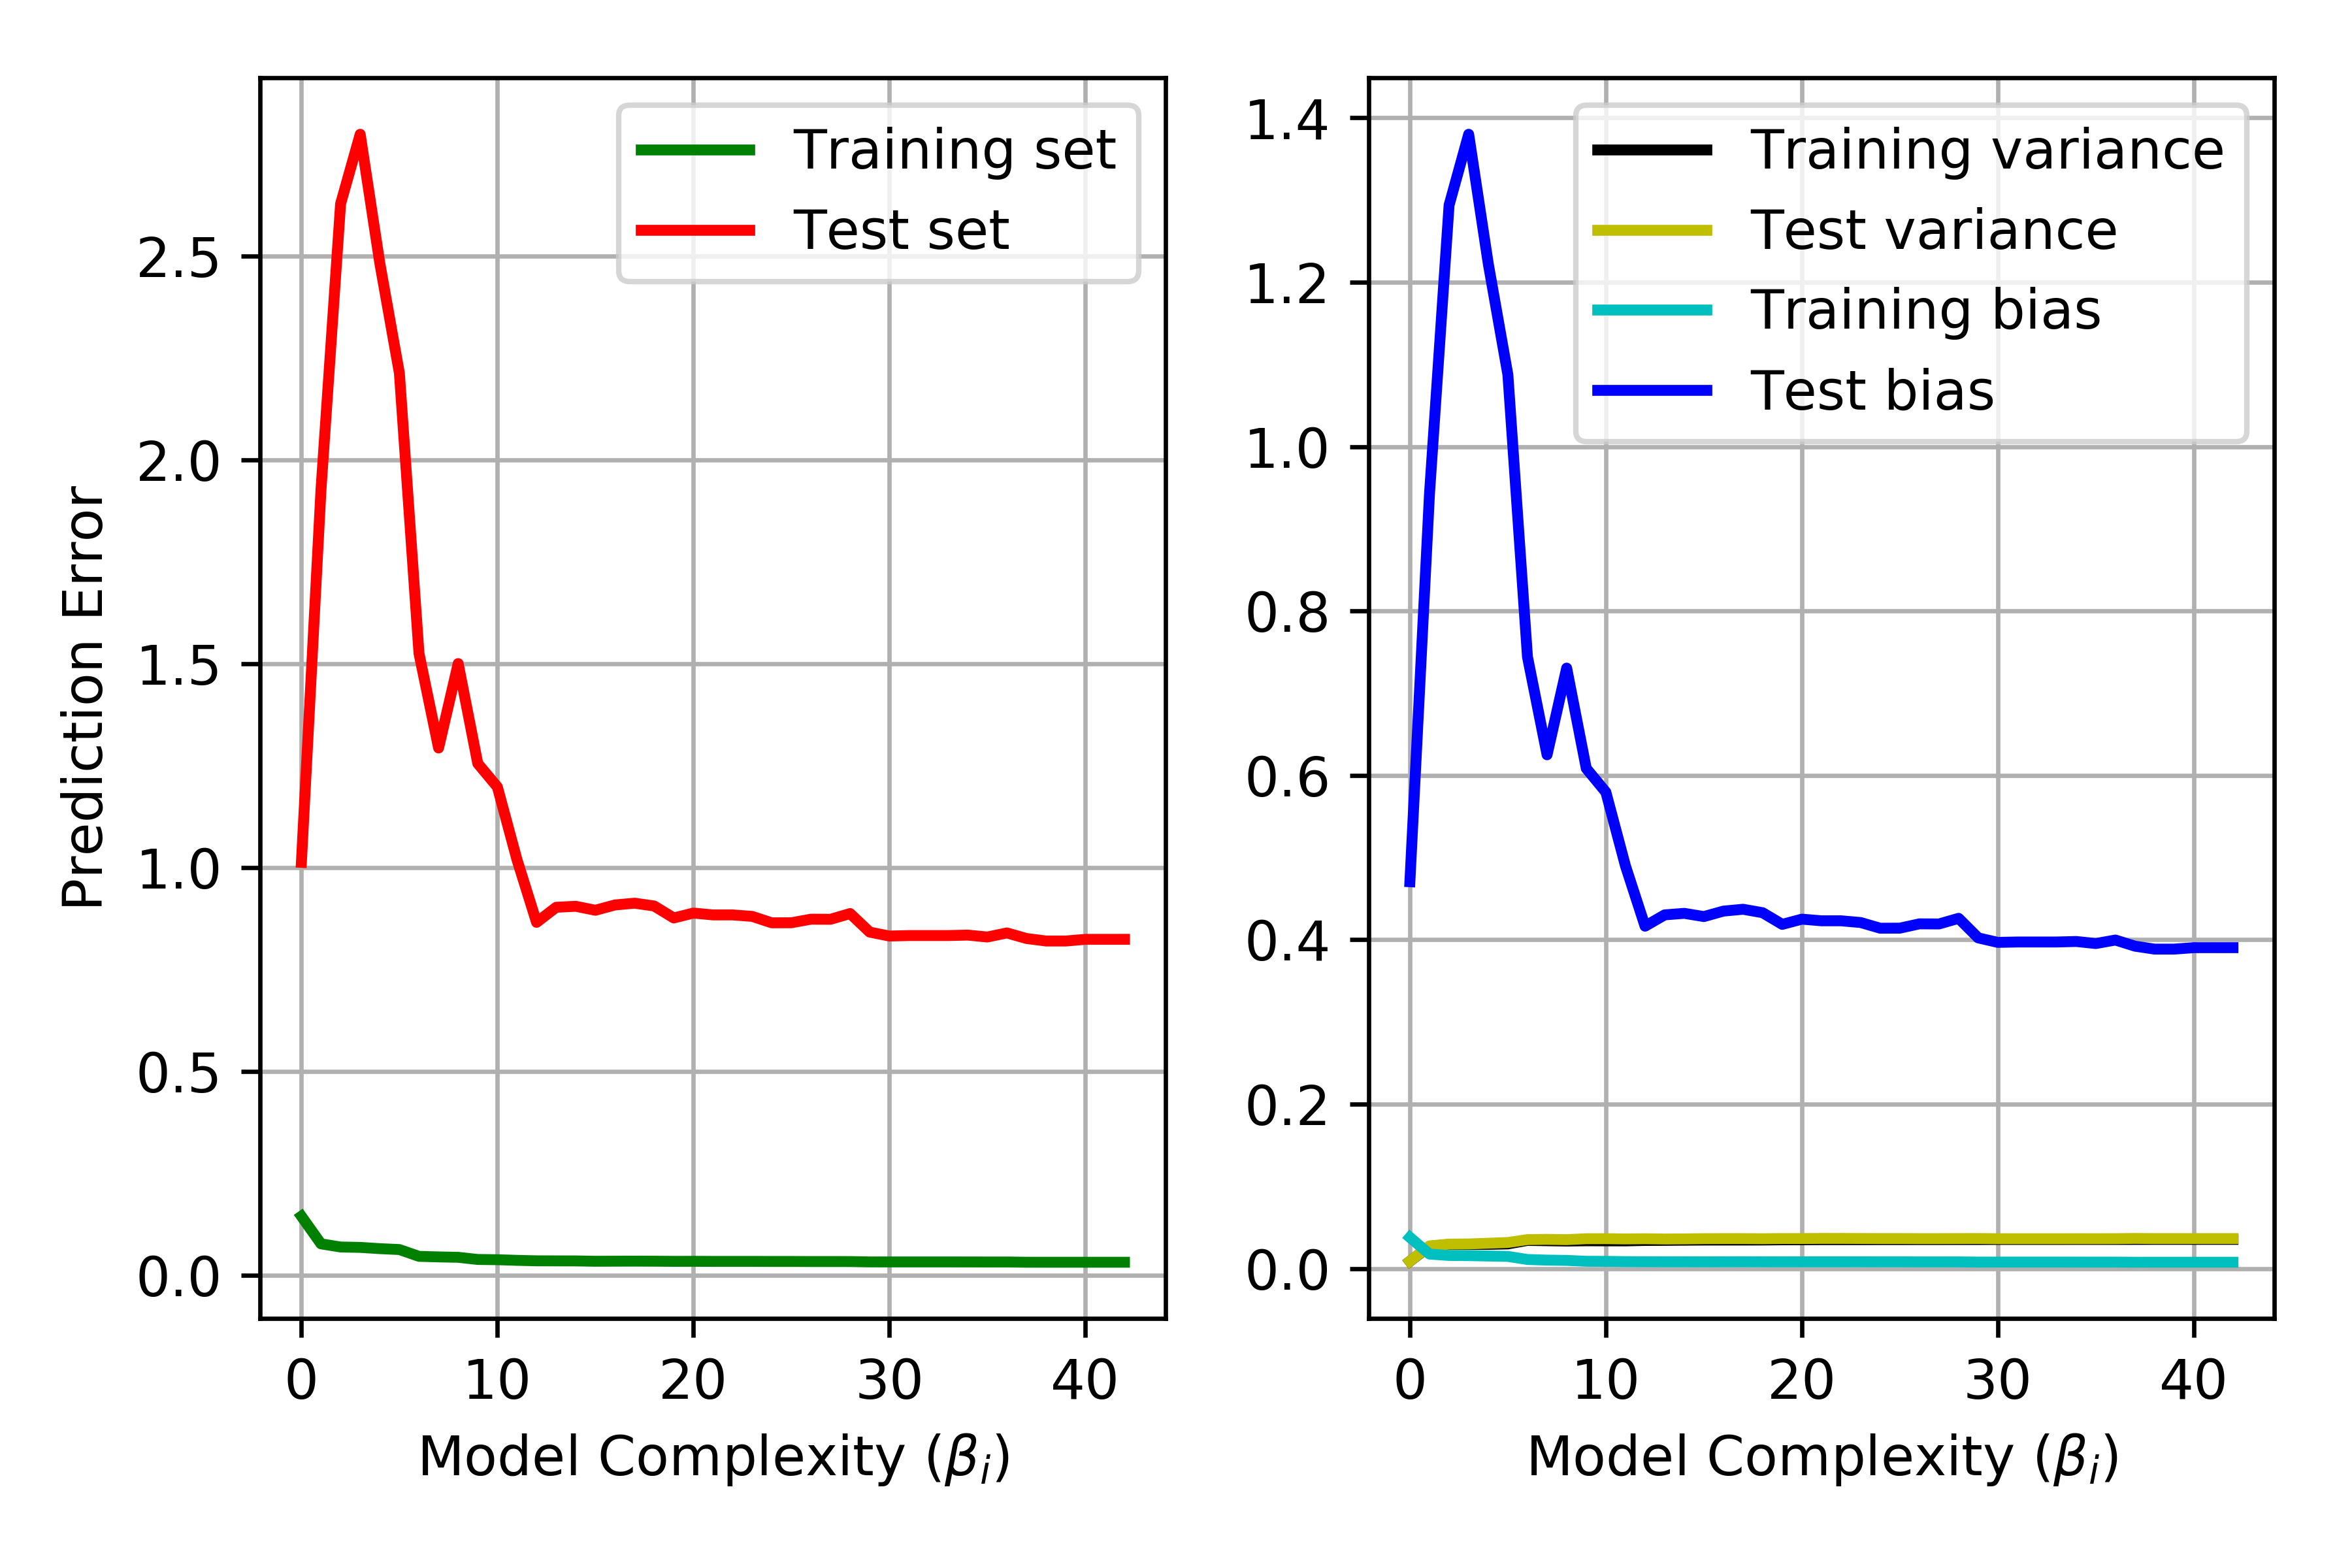 Training set
Test set
2.5
2.0
1.5
1.0
0.5
0.0
Prediction Error
0 10 20 30 40
Model Complexity (βᵢ)
Training variance
Test variance
Training bias
Test bias
1.4
1.2
1.0
0.8
0.6
0.4
0.2
0.0
0 10 20 30 40
Model Complexity (βᵢ)